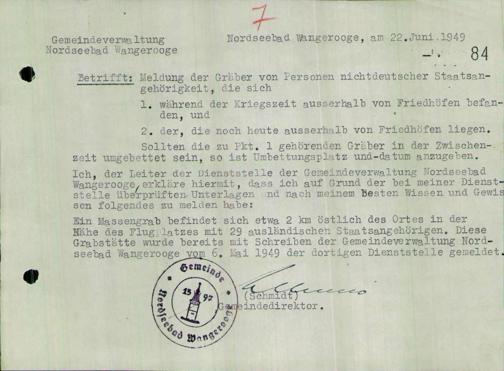 7
Gemeindeverwaltung
Nordseebad Wangerooge
Nordseebad Wangerooge, am 22.Juni 1949
84
Betrifft: Meldung der Gräber von Personen nichtdeutscher Staatsan-
gehörigkeit, die sich
1. während der Kriegszeit ausserhalb von Friedhöfen befan-
den, und
2. der, die noch heute ausserhalb von Friedhöfen liegen.
Sollten die zu Pkt. 1 gehörenden Gräber in der Zwischen-
zeit umgebettet sein, so ist Umbettungsplatz und-datum anzugeben.
Ich, der Leiter der Dienststelle der Gemeindeverwaltung Nordseebad
Wangerooge,erkläre hiermit, dass ich auf Grund der bei meiner Dienst-
stelle überprüften Unterlagen und nach meinem besten Wissen und Gewis
sen folgendes zu melden habe:
Ein Massengrab befindet sich etwa 2 km östlich des Ortes in der
Nähe des Flugplatzes mit 29 ausländischen Staatsangehörigen. Diese
Grabstätte wurde bereits mit Schreiben der Gemeindeverwaltung Nord-
seebad Wangerooge vom 6. Mai 1949 der dortigen Dienststelle gemeldet.
Gemeinde
15 97
Nordseebad Wangerooge
(Schmidt)
Gemeindedirektor.